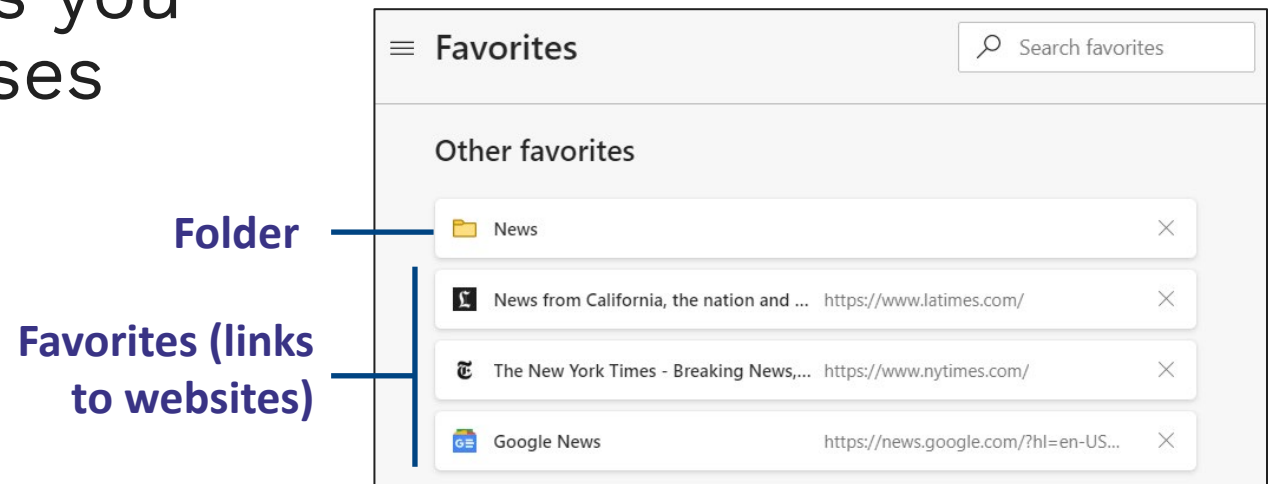 s you
ses
Favorites
Search favorites
Other favorites
Folder
News
Favorites (links
to websites)
News from California, the nation and ... https://www.latimes.com/
The New York Times - Breaking News,... https://www.nytimes.com/
Google News https://news.google.com/?hl=en-US...